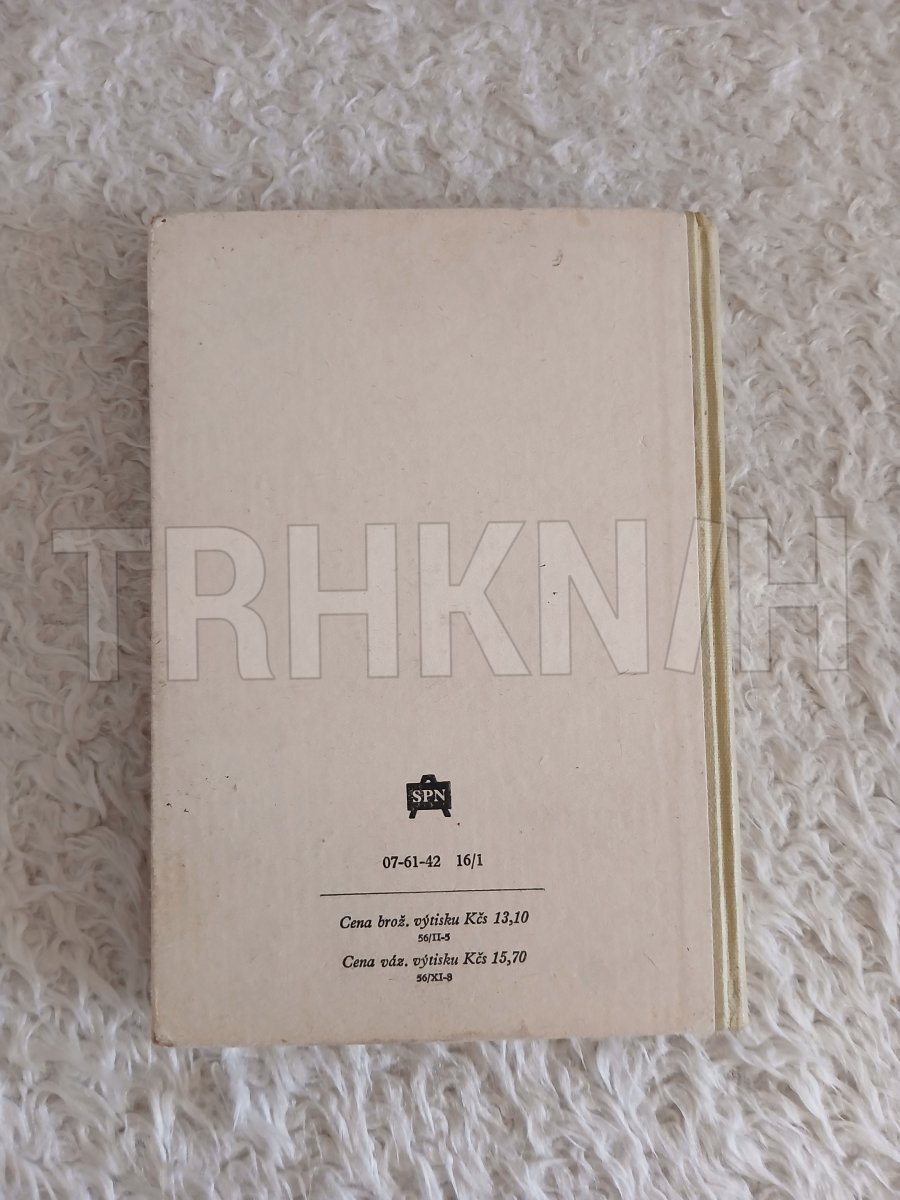 TRHKNIH
SPN
07-61-42 16/1
Cena brož. výtisku Kčs 13,10
56/II-5
Cena váz. výtisku Kčs 15,70
56/XI-8